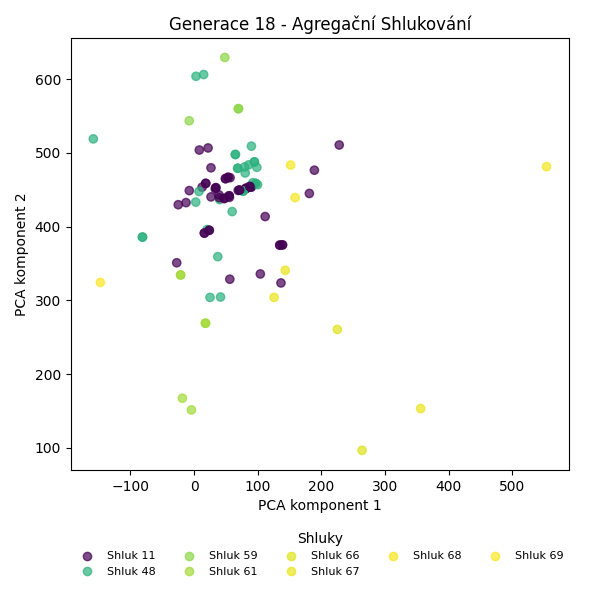 Generace 18 - Agregační Shlukování
PCA komponent 2
600
500
400
300
200
100
−100 0 100 200 300 400 500
PCA komponent 1
Shluky
Shluk 11 Shluk 59 Shluk 66 Shluk 68 Shluk 69
Shluk 48 Shluk 61 Shluk 67